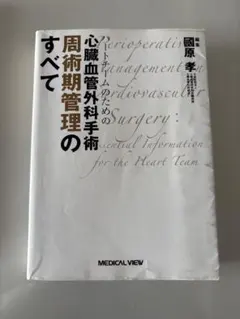 ハートチームのための
心臓血管外科手術
周術期管理の
すべて
編集
國原 孝
Perioperative
Management
Cardiovascular
Surgery:
Essential Information
for the Heart Team
MEDICAL VIEW